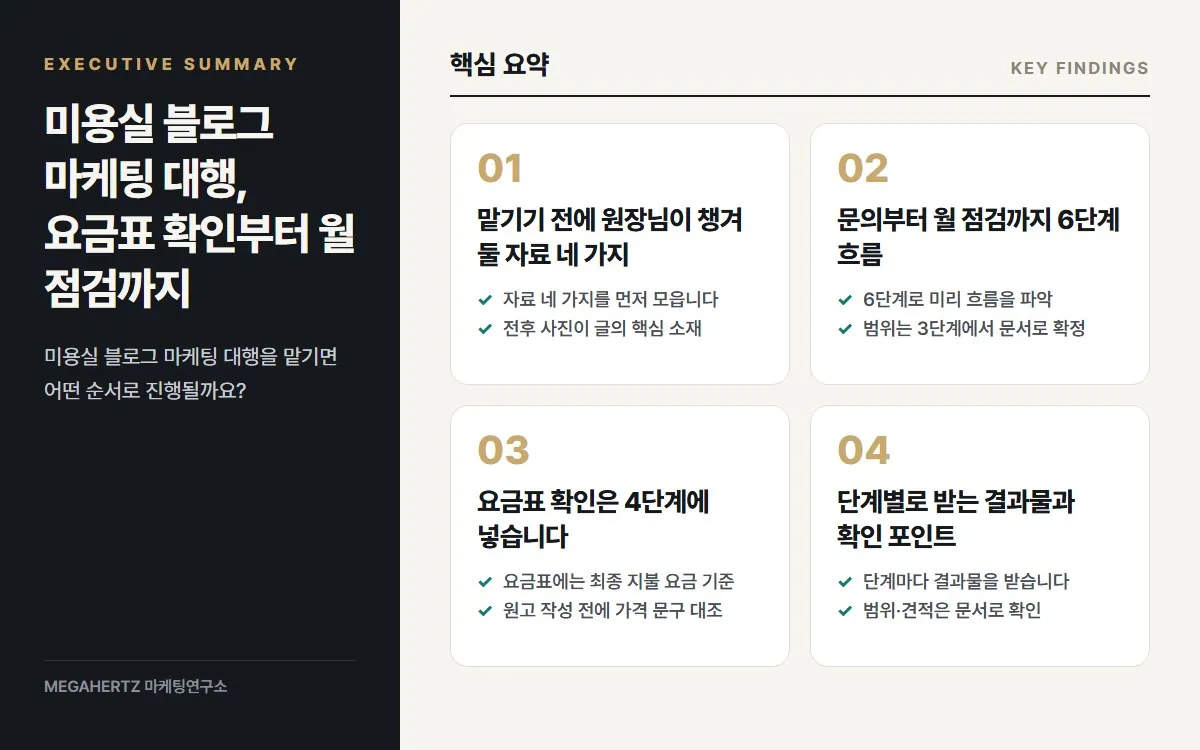 EXECUTIVE SUMMARY
미용실 블로그
마케팅 대행,
요금표 확인부터 월
점검까지
미용실 블로그 마케팅 대행을 맡기면
어떤 순서로 진행될까요?
MEGAHERTZ 마케팅연구소
핵심 요약
KEY FINDINGS
01
맡기기 전에 원장님이 챙겨
둘 자료 네 가지
자료 네 가지를 먼저 모읍니다
전후 사진이 글의 핵심 소재
02
문의부터 월 점검까지 6단계
흐름
6단계로 미리 흐름을 파악
범위는 3단계에서 문서로 확정
03
요금표 확인은 4단계에
넣습니다
요금표에는 최종 지불 요금 기준
원고 작성 전에 가격 문구 대조
04
단계별로 받는 결과물과
확인 포인트
단계마다 결과물을 받습니다
범위·견적은 문서로 확인